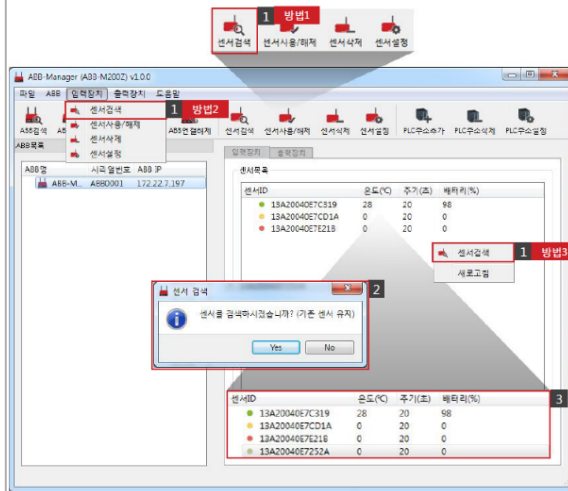 1 방법1
센서검색 센서사용/해제 센서삭제 센서설정
ABB-Manager (ABB-M200Z) v1.0.0
파일 ABB 입력장치 출력장치 도움말
센서검색
1 방법2
센서사용/해제
센서삭제
센서설정
ABB검색 ABB연결해제 센서검색 센서사용/해제 센서삭제 센서설정 PLC주소추가 PLC주소삭제 PLC주소설정
ABB목록
입력장치 출력장치
ABB명 시리얼번호 ABB IP
ABB-M... ABBD001 172.22.7.197
센서목록
센서ID 온도(℃) 주기(초) 배터리(%)
13A20040E7C319 28 20 98
13A20040E7CD1A 0 20 0
13A20040E7E21B 0 20 0
센서검색
1 방법3
새로고침
센서 검색
2
센서를 검색하시겠습니까? (기존 센서 유지)
Yes No
센서ID 온도(℃) 주기(초) 배터리(%)
3
13A20040E7C319 28 20 98
13A20040E7CD1A 0 20 0
13A20040E7E21B 0 20 0
13A20040E7252A 0 20 0